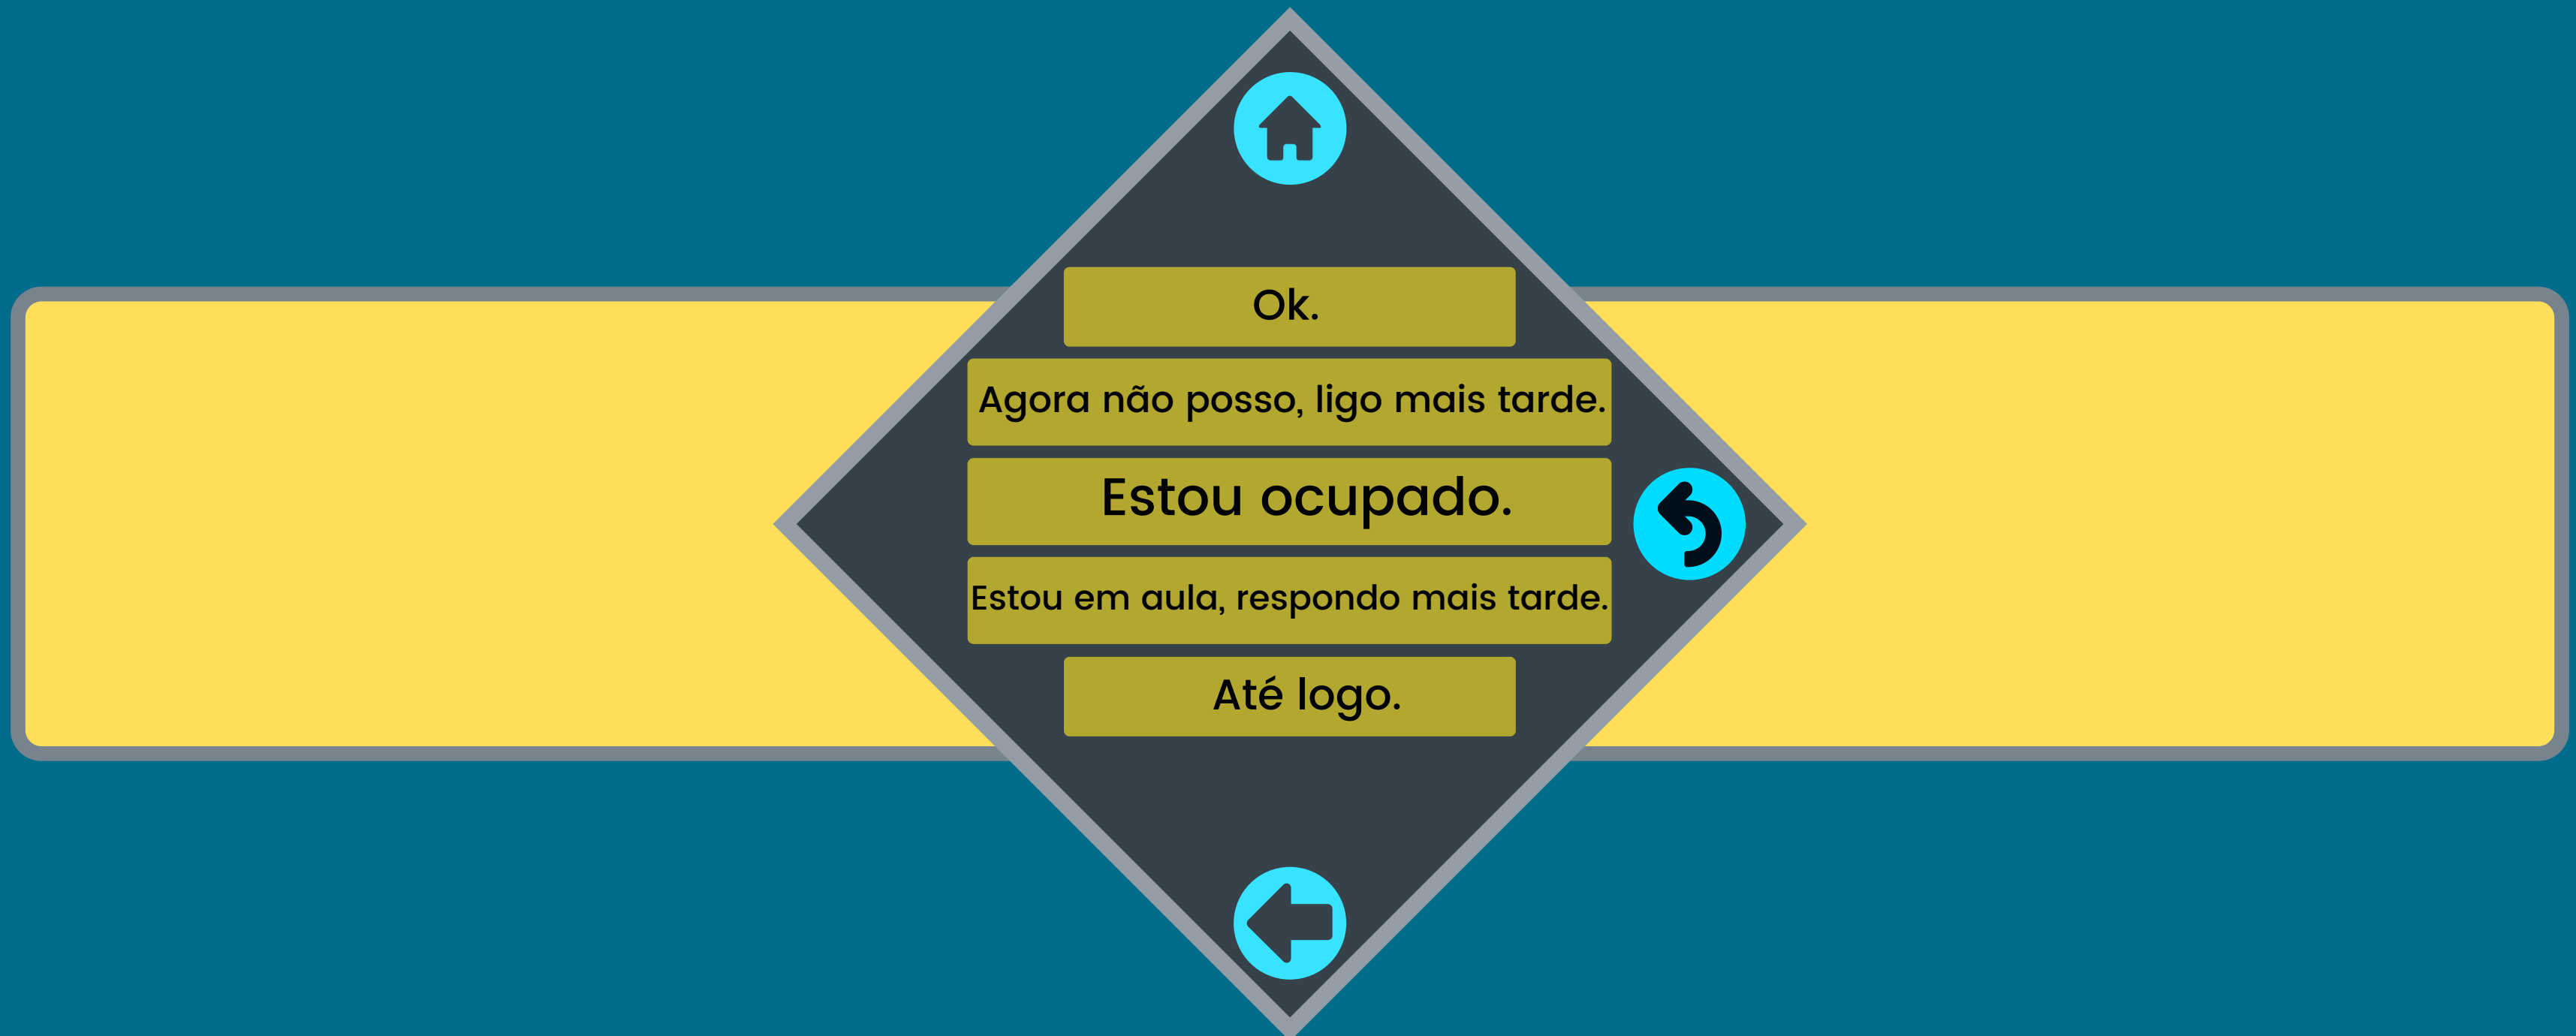 Ok.
Agora não posso, ligo mais tarde.
Estou ocupado.
Estou em aula, respondo mais tarde.
Até logo.